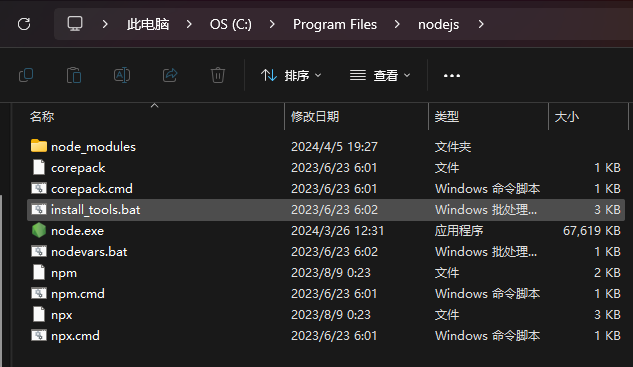 此电脑 OS (C:) Program Files nodejs
排序 查看
名称 修改日期 类型 大小
node_modules 2024/4/5 19:27 文件夹
corepack 2023/6/23 6:01 文件 1 KB
corepack.cmd 2023/6/23 6:01 Windows 命令脚本 1 KB
install_tools.bat 2023/6/23 6:02 Windows 批处理... 3 KB
node.exe 2024/3/26 12:31 应用程序 67,619 KB
nodevars.bat 2023/6/23 6:02 Windows 批处理... 1 KB
npm 2023/8/9 0:23 文件 2 KB
npm.cmd 2023/6/23 6:01 Windows 命令脚本 1 KB
npx 2023/8/9 0:23 文件 3 KB
npx.cmd 2023/6/23 6:01 Windows 命令脚本 1 KB